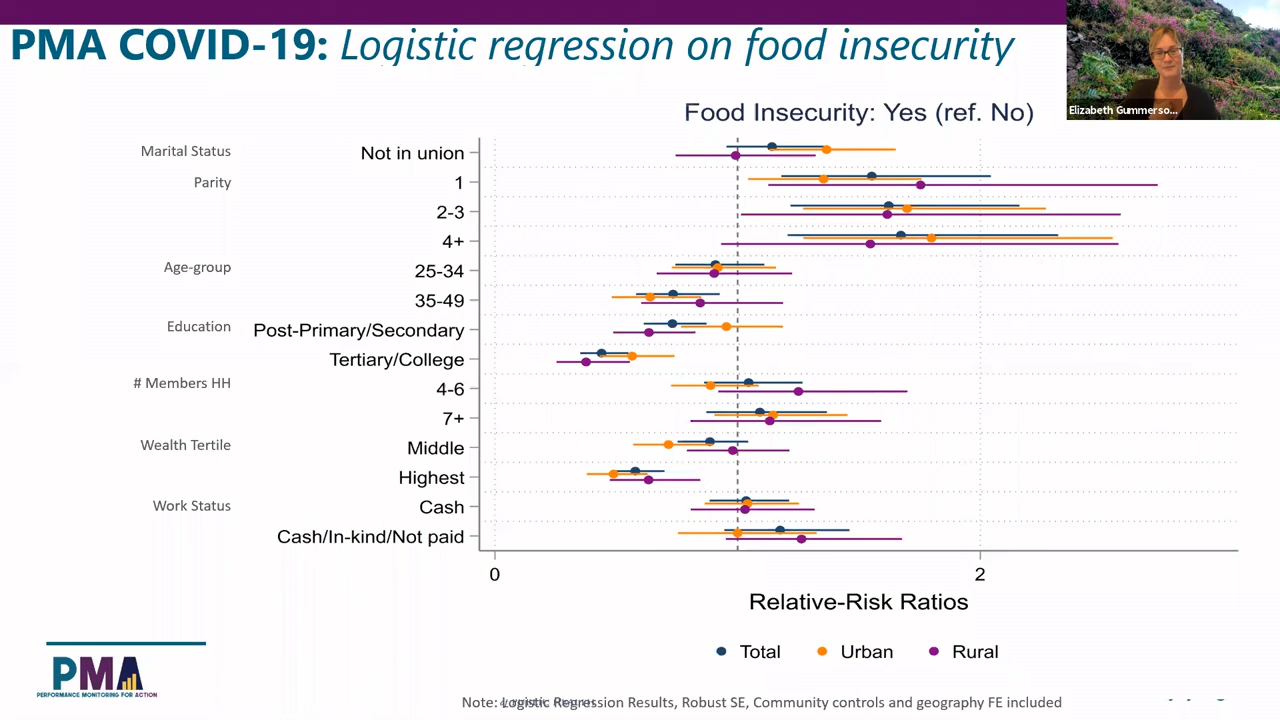 PMA COVID-19: Logistic regression on food insecurity
Elizabeth Gummerso...
Food Insecurity: Yes (ref. No)
Marital Status Not in union
Parity 1
2-3
4+
Age-group 25-34
35-49
Education Post-Primary/Secondary
Tertiary/College
# Members HH 4-6
7+
Wealth Tertile Middle
Highest
Work Status Cash
Cash/In-kind/Not paid
0 2
Relative-Risk Ratios
Total Urban Rural
PMA
PERFORMANCE MONITORING FOR ACTION
Note: Logistic Regression Results, Robust SE, Community controls and geography FE included